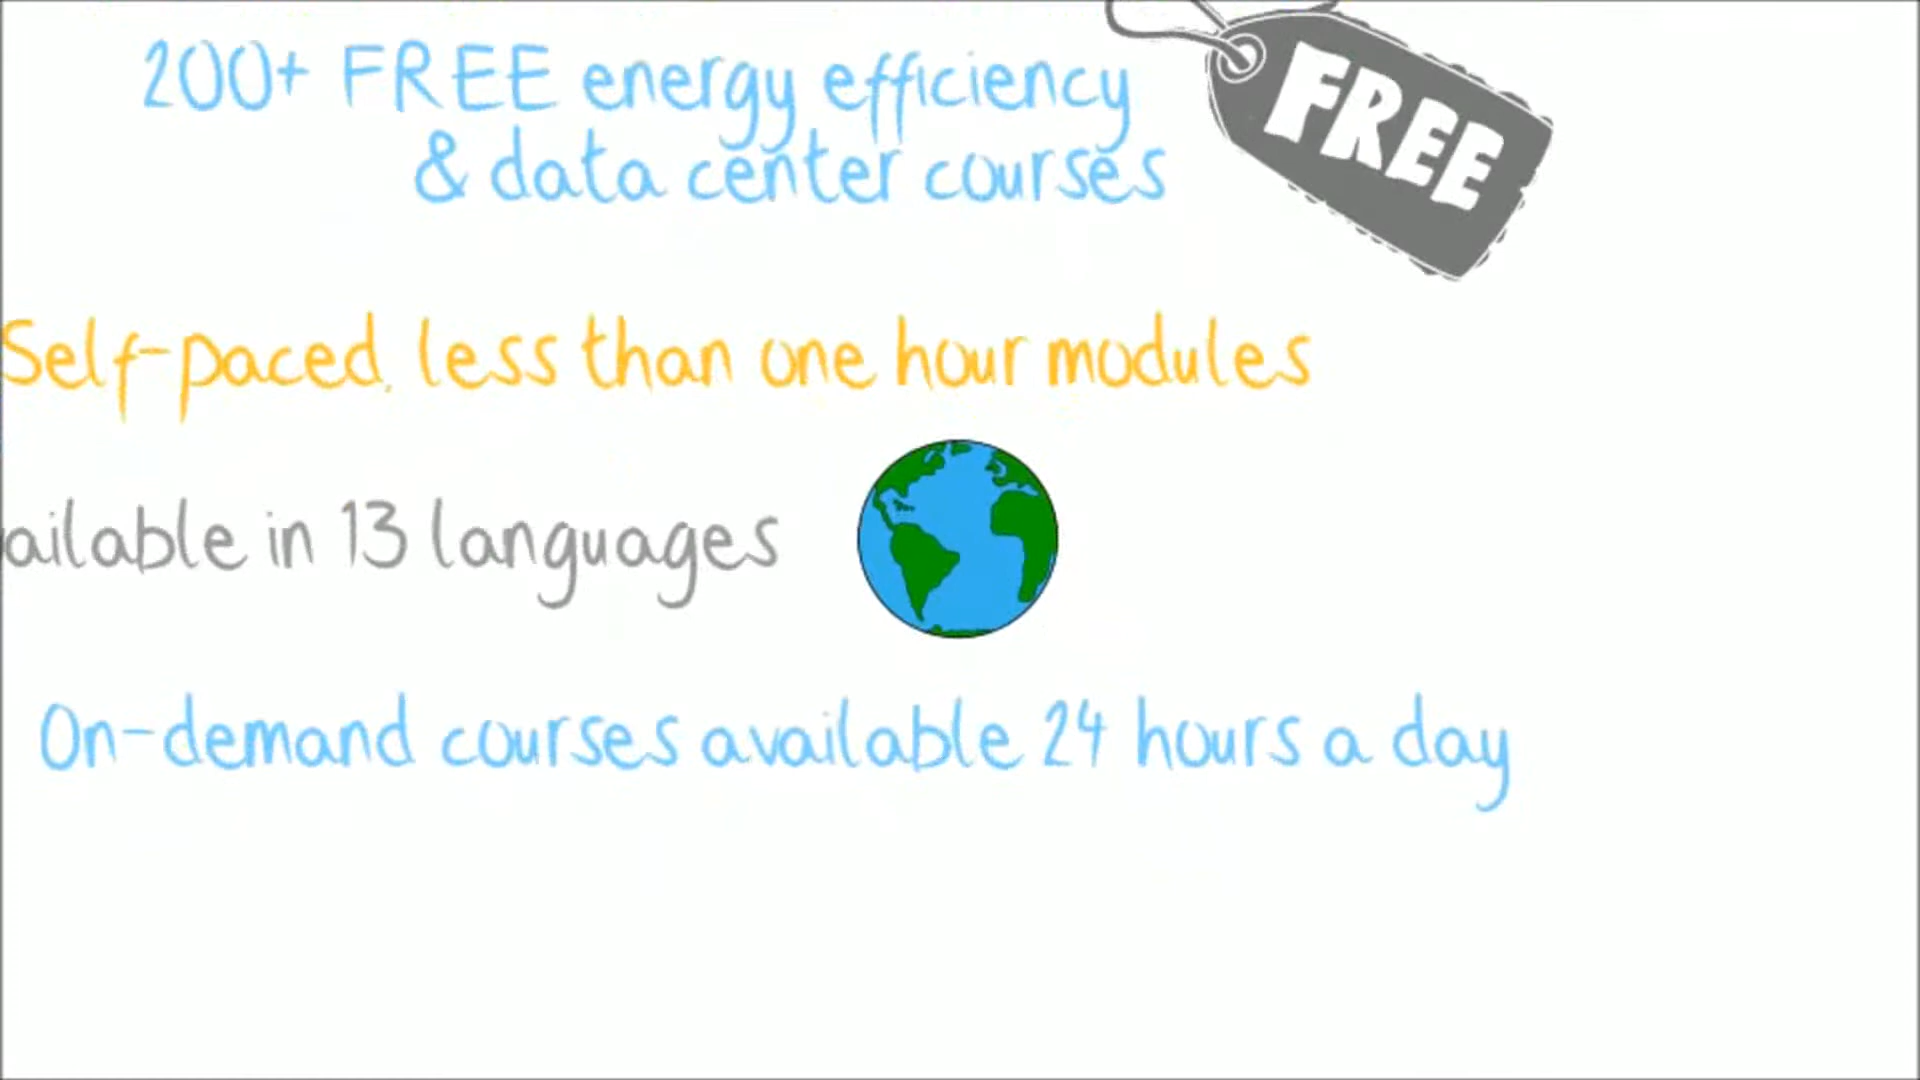 200+ FREE energy efficiency
& data center courses
FREE
Self-paced, less than one hour modules
ailable in 13 languages
On-demand courses available 24 hours a day